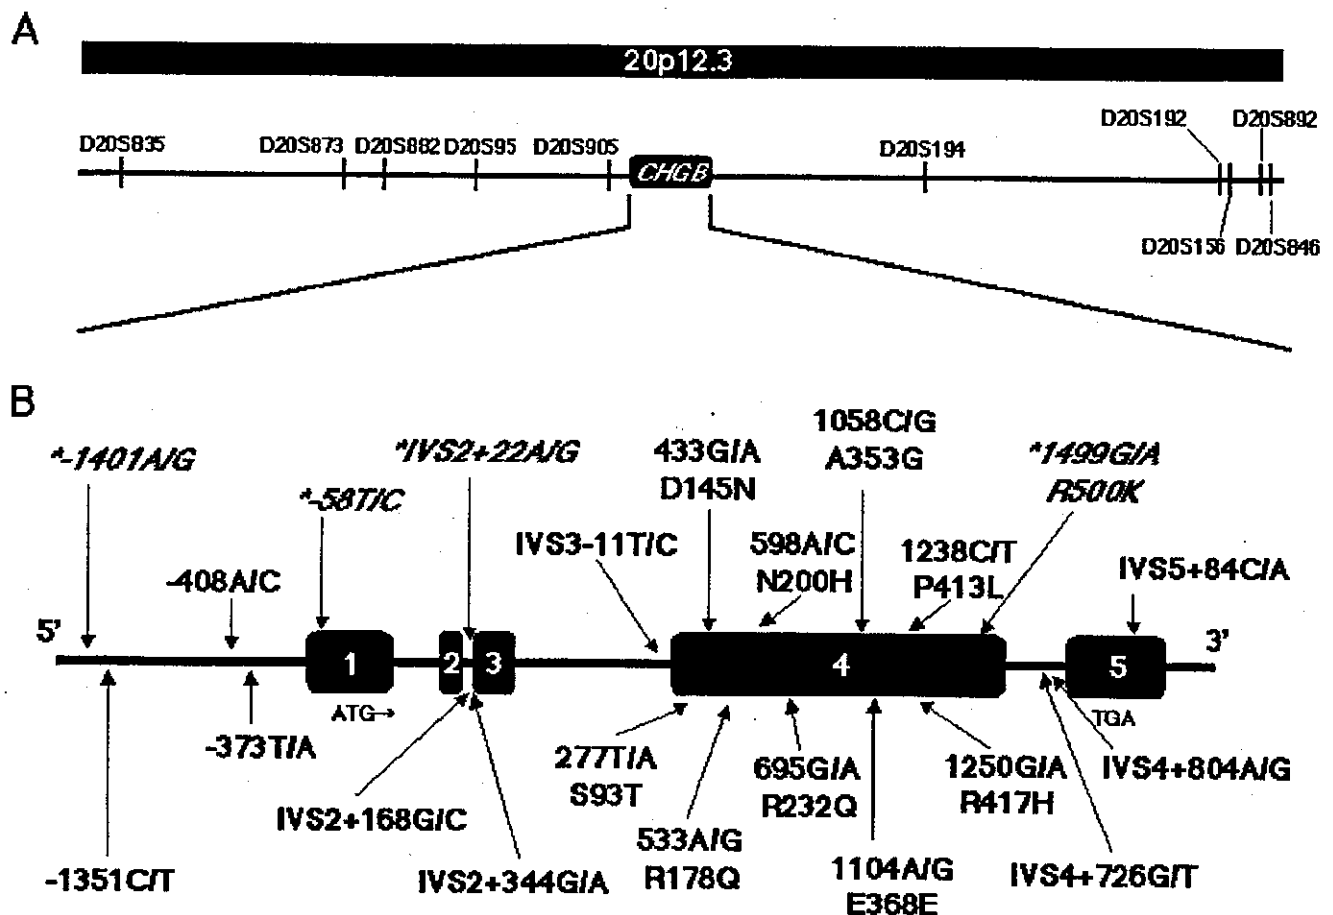 A
20p12.3
D20S835
D20S873
D20S882
D20S95
D20S905
CHGB
D20S194
D20S192
D20S892
D20S156
D20S846
B
*-1401A/G
*-58T/C
*IVS2+22A/G
433G/A
D145N
1058C/G
A353G
*1499G/A
R500K
-408A/C
IVS3-11T/C
598A/C
N200H
1238C/T
P413L
IVS5+84C/A
5'
3'
1
2
3
4
5
ATG→
TGA
-373T/A
277T/A
S93T
695G/A
R232Q
1250G/A
R417H
IVS4+804A/G
IVS2+168G/C
533A/G
R178Q
-1351C/T
IVS2+344G/A
1104A/G
E368E
IVS4+726G/T